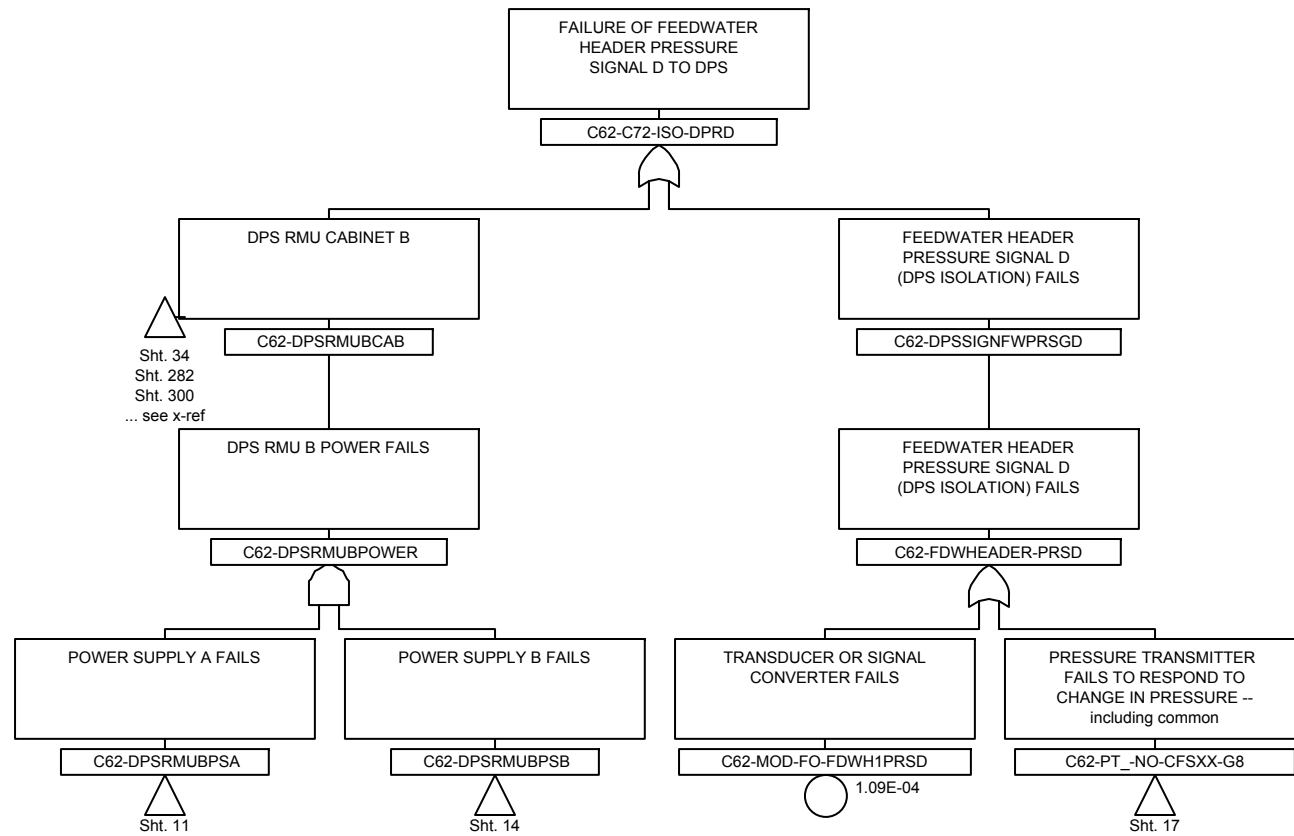 FAILURE OF FEEDWATER
HEADER PRESSURE
SIGNAL D TO DPS
C62-C72-ISO-DPRD
DPS RMU CABINET B
Sht. 34
Sht. 282
Sht. 300
... see x-ref
C62-DPSRMUBCAB
FEEDWATER HEADER
PRESSURE SIGNAL D
(DPS ISOLATION) FAILS
C62-DPSSIGNFWPRSGD
DPS RMU B POWER FAILS
C62-DPSRMUBPOWER
FEEDWATER HEADER
PRESSURE SIGNAL D
(DPS ISOLATION) FAILS
C62-FDWHEADER-PRSD
POWER SUPPLY A FAILS
C62-DPSRMUBPSA
Sht. 11
POWER SUPPLY B FAILS
C62-DPSRMUBPSB
Sht. 14
TRANSDUCER OR SIGNAL
CONVERTER FAILS
C62-MOD-FO-FDWH1PRSD
1.09E-04
PRESSURE TRANSMITTER
FAILS TO RESPOND TO
CHANGE IN PRESSURE --
including common
C62-PT_-NO-CFSXX-G8
Sht. 17